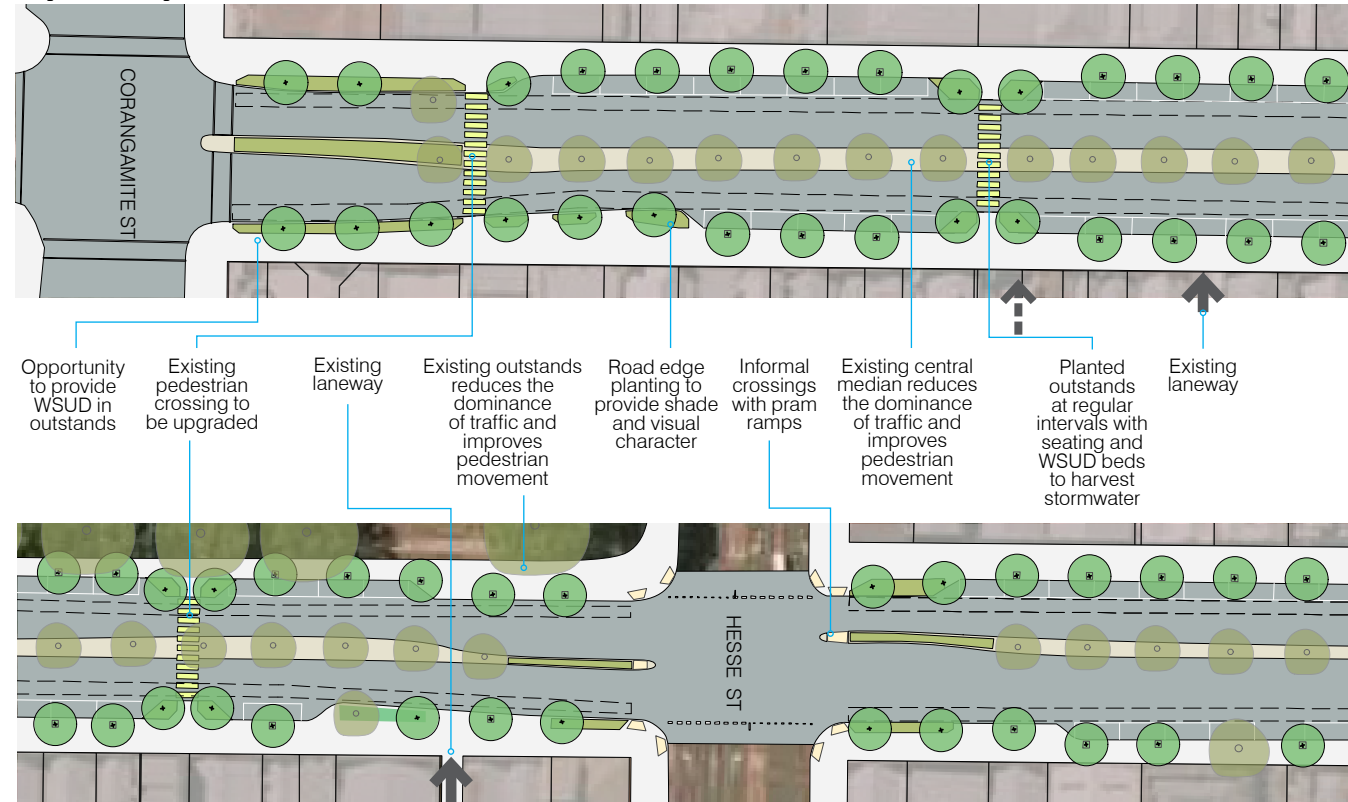 CORANGAMITE ST
Opportunity
to provide
WSUD in
outstands
Existing
pedestrian
crossing to
be upgraded
Existing
laneway
Existing outstands
reduces the
dominance
of traffic and
improves
pedestrian
movement
Road edge
planting to
provide shade
and visual
character
Informal
crossings
with pram
ramps
Existing central
median reduces
the dominance
of traffic and
improves
pedestrian
movement
Planted
outstands
at regular
intervals with
seating and
WSUD beds
to harvest
stormwater
Existing
laneway
HESSE ST